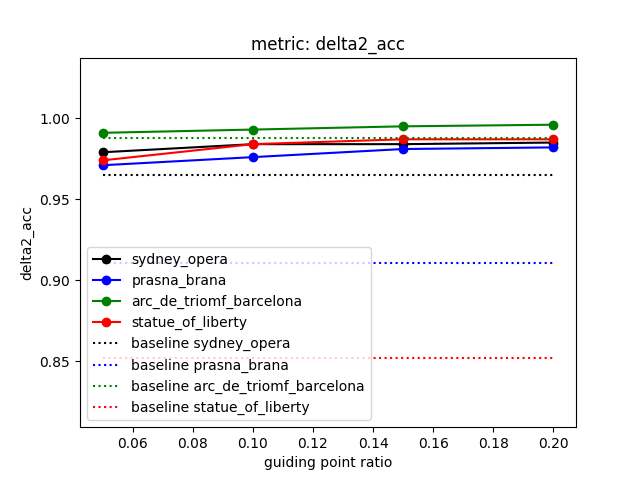 metric: delta2_acc
1.00
0.95
0.90
0.85
delta2_acc
sydney_opera
prasna_brana
arc_de_triomf_barcelona
statue_of_liberty
baseline sydney_opera
baseline prasna_brana
baseline arc_de_triomf_barcelona
baseline statue_of_liberty
0.06 0.08 0.10 0.12 0.14 0.16 0.18 0.20
guiding point ratio